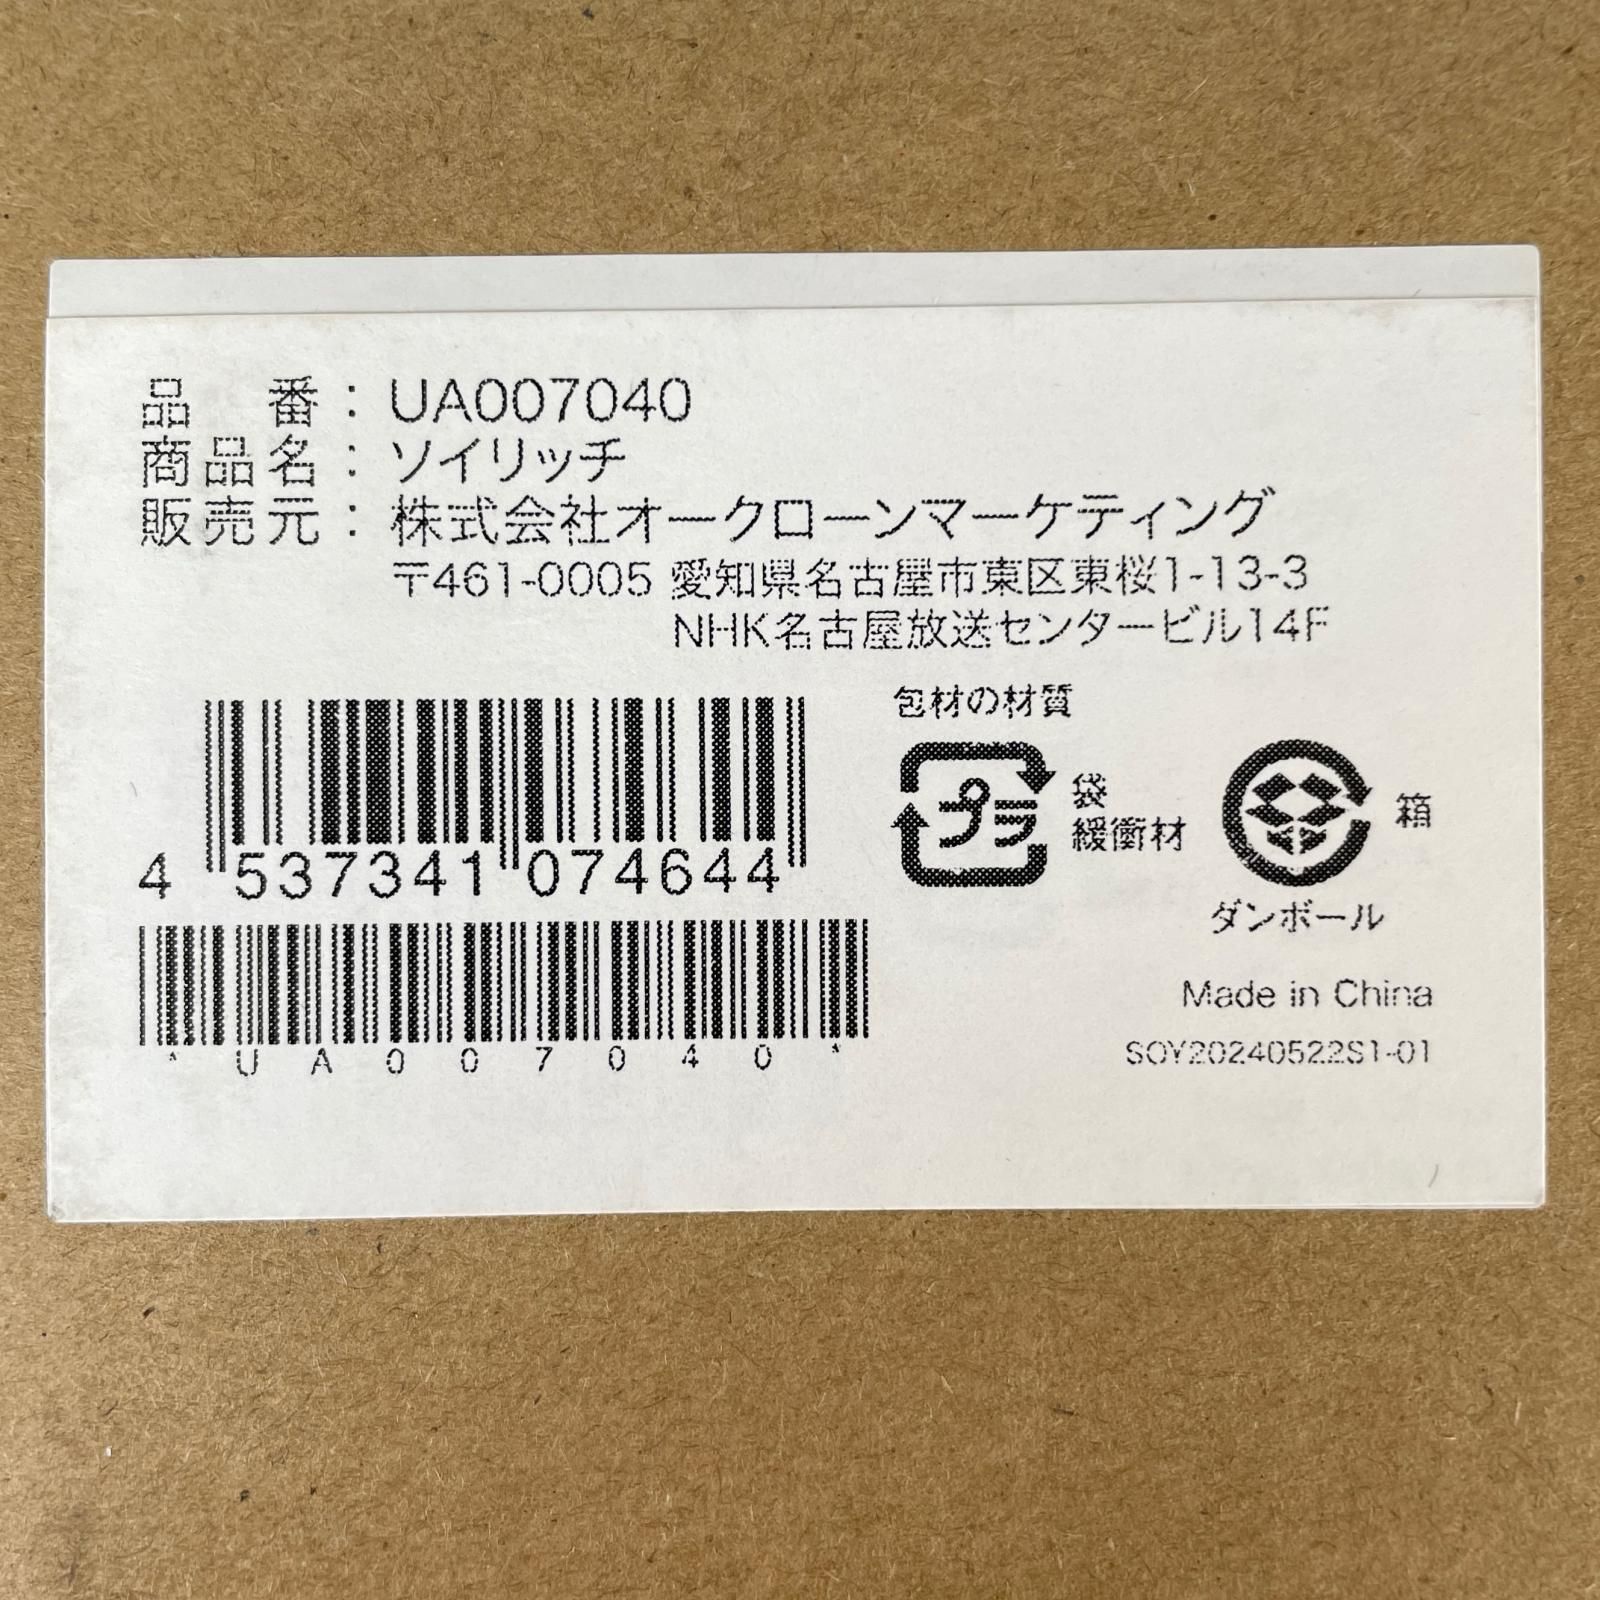 品番：UA007040
商品名：ソイリッチ
販売元：株式会社オークローンマーケティング
〒461-0005 愛知県名古屋市東区東桜1-13-3
NHK名古屋放送センタービル14F
包材の材質
プラ
袋
緩衝材
箱
ダンボール
4 537341 074644
*UA007040*
Made in China
SOY20240522S1-01